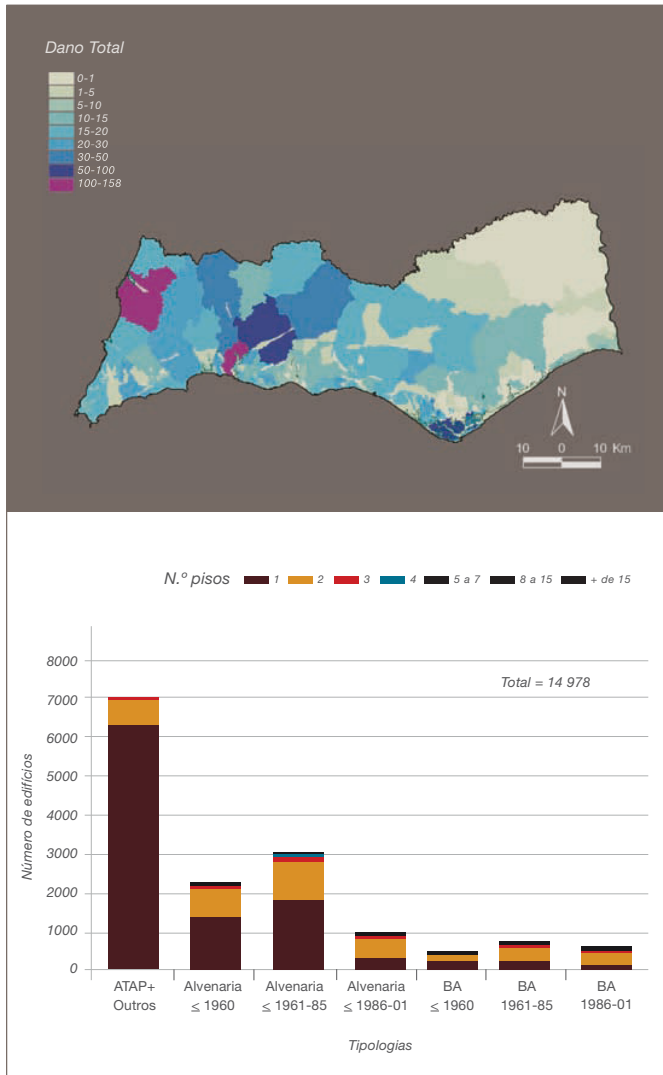 Dano Total
0-1
1-5
5-10
10-15
15-20
20-30
30-50
50-100
100-158
N
10 0 10 Km
N.º pisos 1 2 3 4 5 a 7 8 a 15 + de 15
Total = 14 978
Número de edifícios
8000
7000
6000
5000
4000
3000
2000
1000
0
ATAP+ Alvenaria Alvenaria Alvenaria BA BA BA
Outros ≤ 1960 ≤ 1961-85 ≤ 1986-01 ≤ 1960 1961-85 1986-01
Tipologias